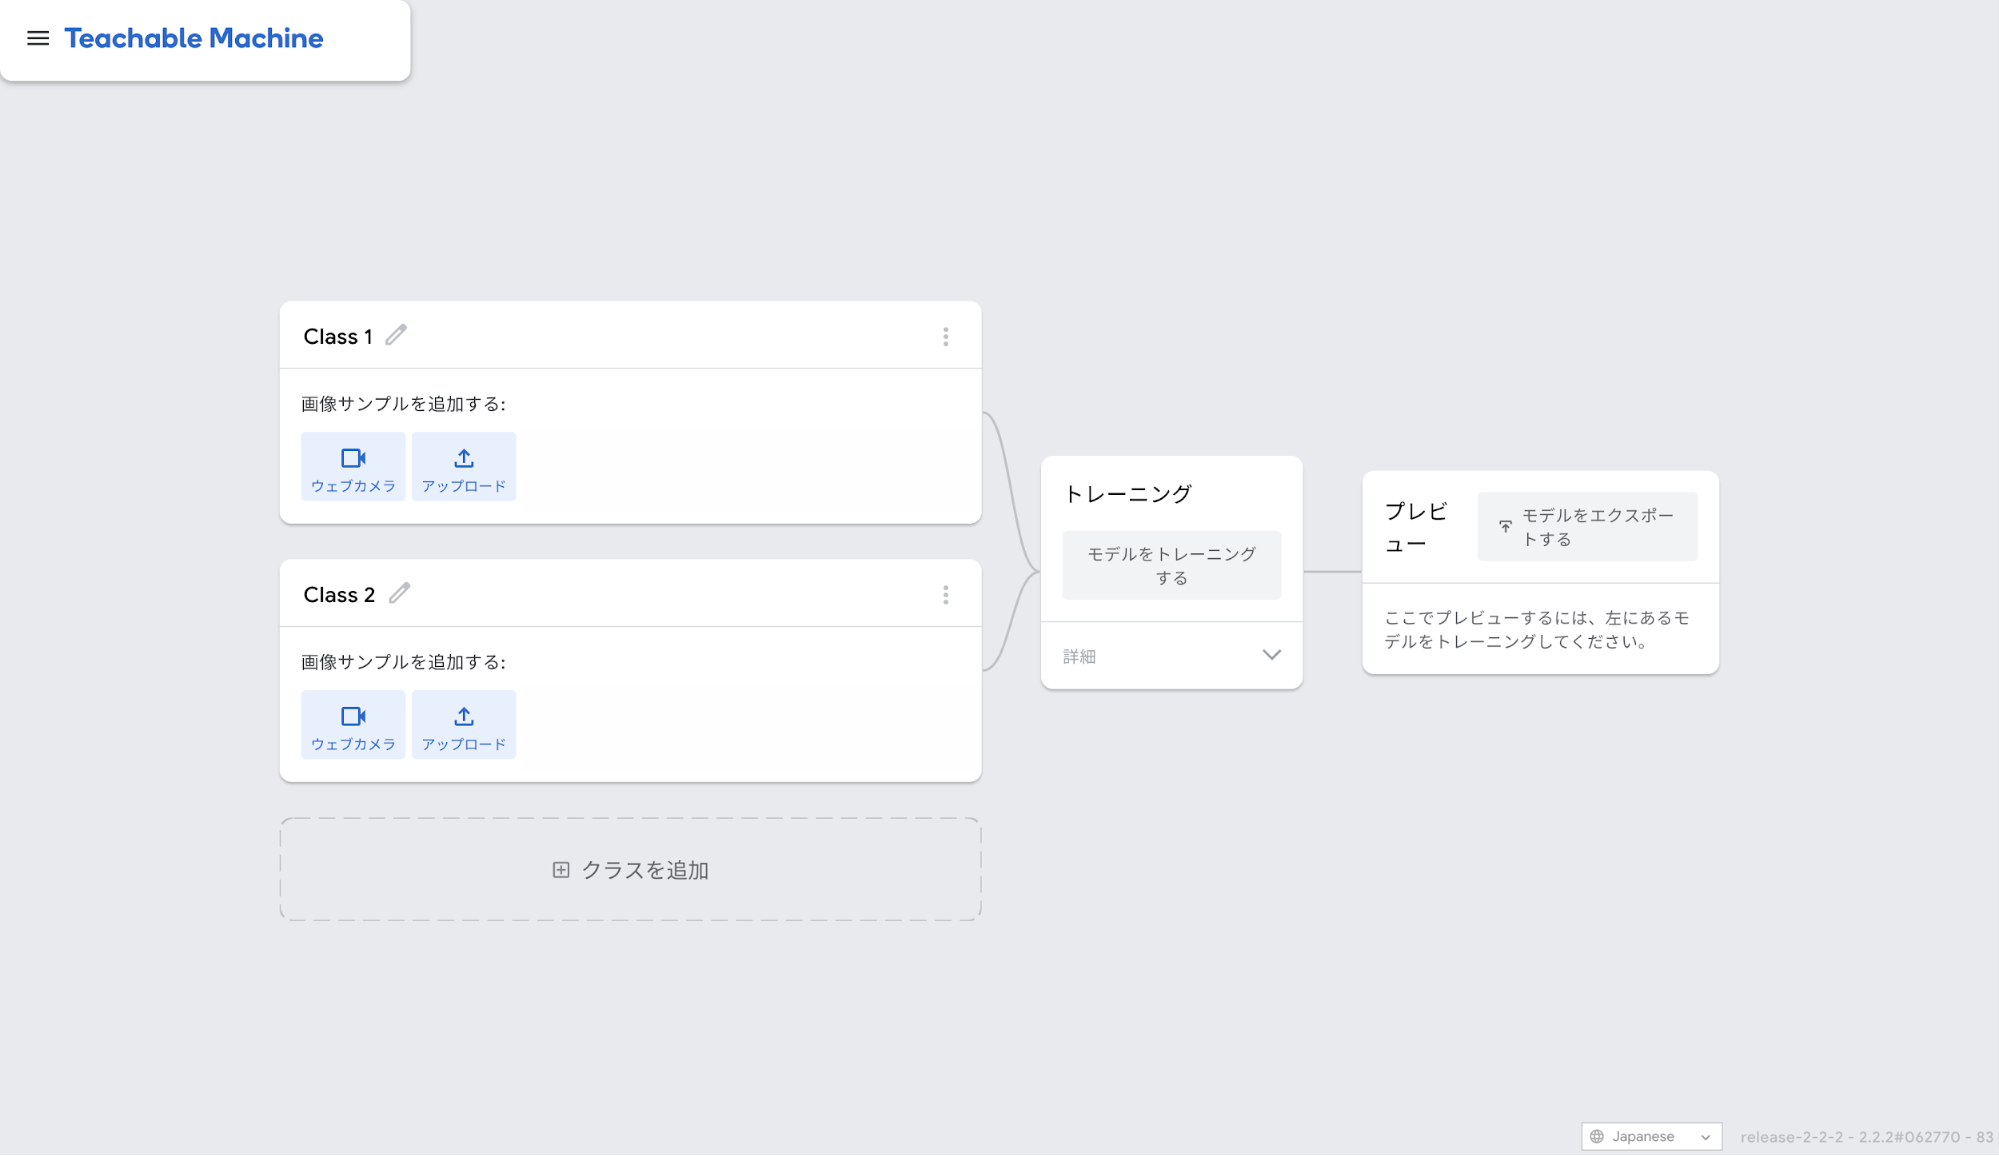 Teachable Machine
Class 1
画像サンプルを追加する:
ウェブカメラ
アップロード
Class 2
画像サンプルを追加する:
ウェブカメラ
アップロード
クラスを追加
トレーニング
モデルをトレーニング
する
詳細
プレビ
ュー
モデルをエクスポー
トする
ここでプレビューするには、左にあるモ
デルをトレーニングしてください。
Japanese
release-2-2-2 - 2.2.2#062770 - 83